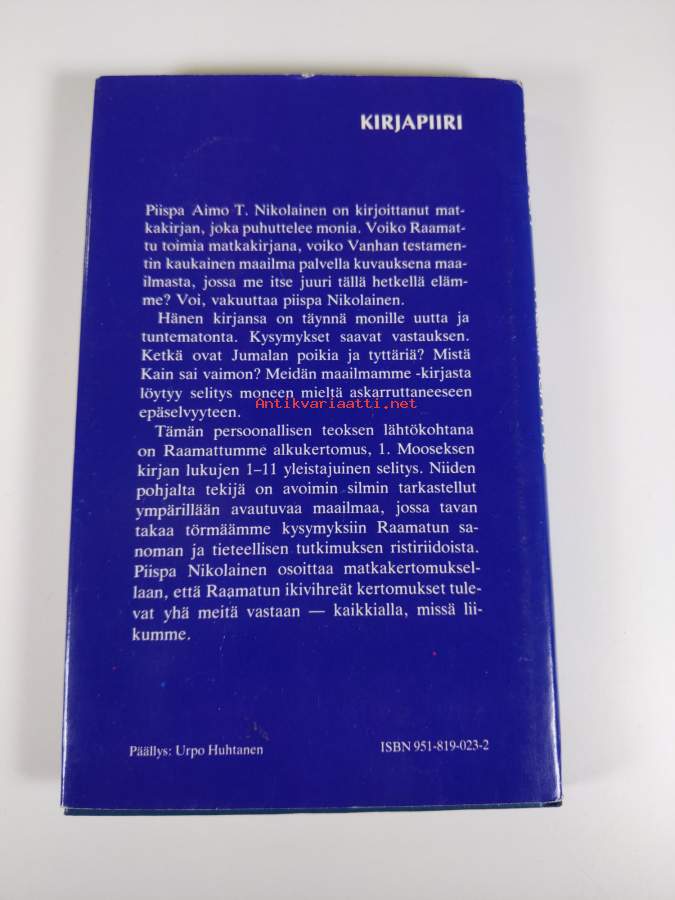 KIRJAPIIRI
Piispa Aimo T. Nikolainen on kirjoittanut mat-
kakirjan, joka puhuttelee monia. Voiko Raamat-
tu toimia matkakirjana, voiko Vanhan testamen-
tin kaukainen maailma palvella kuvauksena maa-
ilmasta, jossa me itse juuri tällä hetkellä eläm-
me? Voi, vakuuttaa piispa Nikolainen.
Hänen kirjansa on täynnä monille uutta ja
tuntematonta. Kysymykset saavat vastauksen.
Ketkä ovat Jumalan poikia ja tyttäriä? Mistä
Kain sai vaimon? Meidän maailmamme -kirjasta
löytyy selitys moneen mieltä askarruttaneeseen
epäselvyyteen.
Antikvariaatti.net
Tämän persoonallisen teoksen lähtökohtana
on Raamattumme alkukertomus, 1. Mooseksen
kirjan lukujen 1–11 yleistajuinen selitys. Niiden
pohjalta tekijä on avoimin silmin tarkastellut
ympärillään avautuvaa maailmaa, jossa tavan
takaa törmäämme kysymyksiin Raamatun sa-
noman ja tieteellisen tutkimuksen ristiriidoista.
Piispa Nikolainen osoittaa matkakertomuksel-
laan, että Raamatun ikivihreät kertomukset tule-
vat yhä meitä vastaan — kaikkialla, missä lii-
kumme.
Päällys: Urpo Huhtanen
ISBN 951-819-023-2